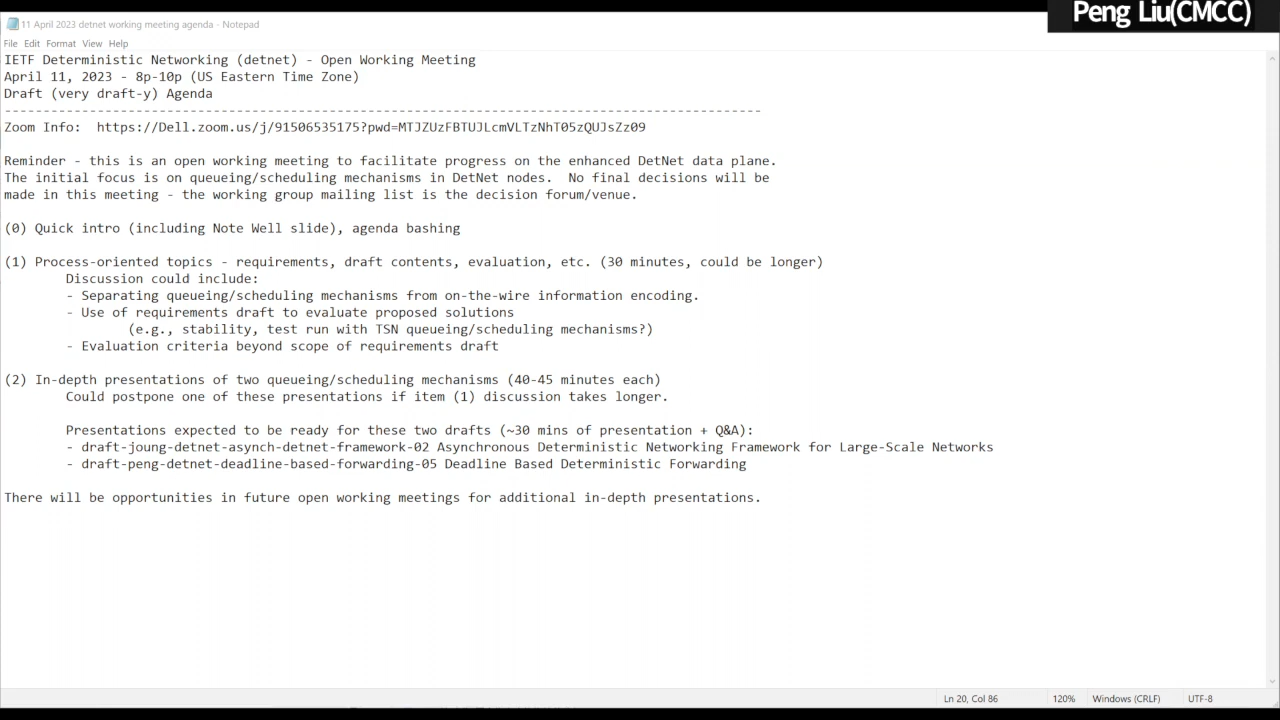 Peng Liu(CMCC)
11 April 2023 detnet working meeting agenda - Notepad
File Edit Format View Help
IETF Deterministic Networking (detnet) - Open Working Meeting
April 11, 2023 - 8p-10p (US Eastern Time Zone)
Draft (very draft-y) Agenda
--------------------------------------------------------------------------------------------------
Zoom Info:  https://Dell.zoom.us/j/91506535175?pwd=MTJZUzFBTUJLcmVLTzNhT05zQUJsZz09
Reminder - this is an open working meeting to facilitate progress on the enhanced DetNet data plane.
The initial focus is on queueing/scheduling mechanisms in DetNet nodes.  No final decisions will be
made in this meeting - the working group mailing list is the decision forum/venue.
(0) Quick intro (including Note Well slide), agenda bashing
(1) Process-oriented topics - requirements, draft contents, evaluation, etc. (30 minutes, could be longer)
Discussion could include:
- Separating queueing/scheduling mechanisms from on-the-wire information encoding.
- Use of requirements draft to evaluate proposed solutions
(e.g., stability, test run with TSN queueing/scheduling mechanisms?)
- Evaluation criteria beyond scope of requirements draft
(2) In-depth presentations of two queueing/scheduling mechanisms (40-45 minutes each)
Could postpone one of these presentations if item (1) discussion takes longer.
Presentations expected to be ready for these two drafts (~30 mins of presentation + Q&A):
- draft-joung-detnet-asynch-detnet-framework-02 Asynchronous Deterministic Networking Framework for Large-Scale Networks
- draft-peng-detnet-deadline-based-forwarding-05 Deadline Based Deterministic Forwarding
There will be opportunities in future open working meetings for additional in-depth presentations.
Ln 20, Col 86 120% Windows (CRLF) UTF-8